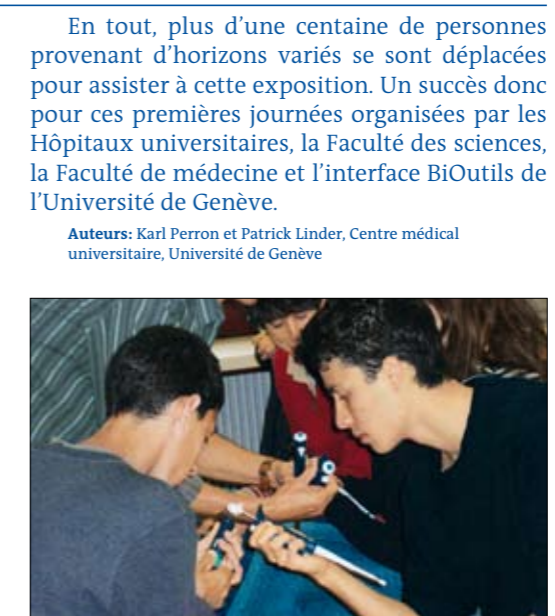 En tout, plus d’une centaine de personnes
provenant d’horizons variés se sont déplacées
pour assister à cette exposition. Un succès donc
pour ces premières journées organisées par les
Hôpitaux universitaires, la Faculté des sciences,
la Faculté de médecine et l’interface BiOutils de
l’Université de Genève.
Auteurs: Karl Perron et Patrick Linder, Centre médical
universitaire, Université de Genève